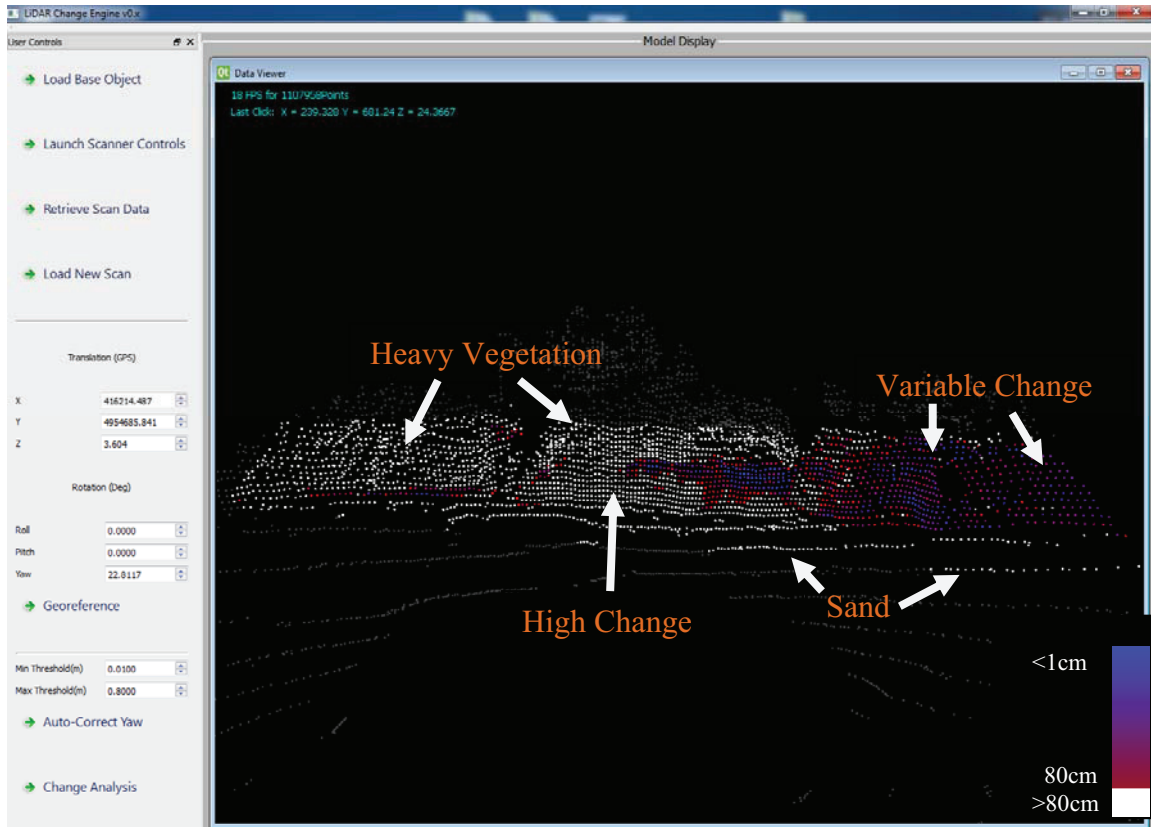 LiDAR Change Engine v0.x
User Controls
Model Display
Load Base Object
Launch Scanner Controls
Retrieve Scan Data
Load New Scan
Translation (GPS)
X 416214.487
Y 4954685.841
Z 3.604
Rotation (Deg)
Roll 0.0000
Pitch 0.0000
Yaw 22.8117
Georeference
Min Threshold(m) 0.0100
Max Threshold(m) 0.8000
Auto-Correct Yaw
Change Analysis
Qt Data Viewer
18 FPS for 1107958Points
Last Click: X = 239.320 Y = 681.24 Z = 24.3667
Heavy Vegetation
Variable Change
High Change
Sand
<1cm
80cm
>80cm